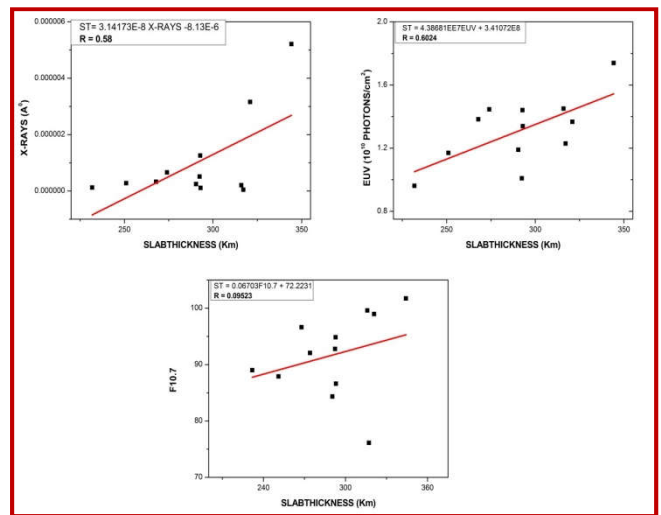 ST= 3.14173E-8 X-RAYS -8.13E-6
R = 0.58
0.000006
0.000004
0.000002
0.000000
X-RAYS (A⁰)
250
300
350
SLABTHICKNESS (Km)
ST = 4.38681EE7EUV + 3.41072E8
R = 0.6024
2.0
1.6
1.2
0.8
EUV (10¹⁰ PHOTONS/cm²)
250
300
350
SLABTHICKNESS (Km)
ST = 0.06703F10.7 + 72.2231
R = 0.09523
100
90
80
70
F10.7
240
300
360
SLABTHICKNESS (Km)